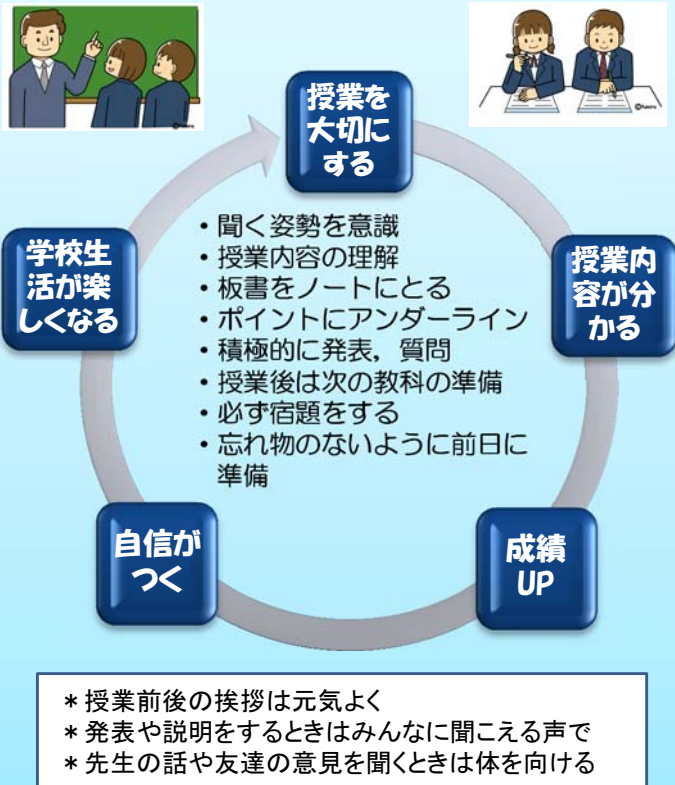 授業を
大切に
する
・聞く姿勢を意識
・授業内容の理解
・板書をノートにとる
・ポイントにアンダーライン
・積極的に発表，質問
・授業後は次の教科の準備
・必ず宿題をする
・忘れ物のないように前日に
準備
授業内
容が分
かる
成績
UP
自信が
つく
学校生
活が楽
しくなる
＊授業前後の挨拶は元気よく
＊発表や説明をするときはみんなに聞こえる声で
＊先生の話や友達の意見を聞くときは体を向ける